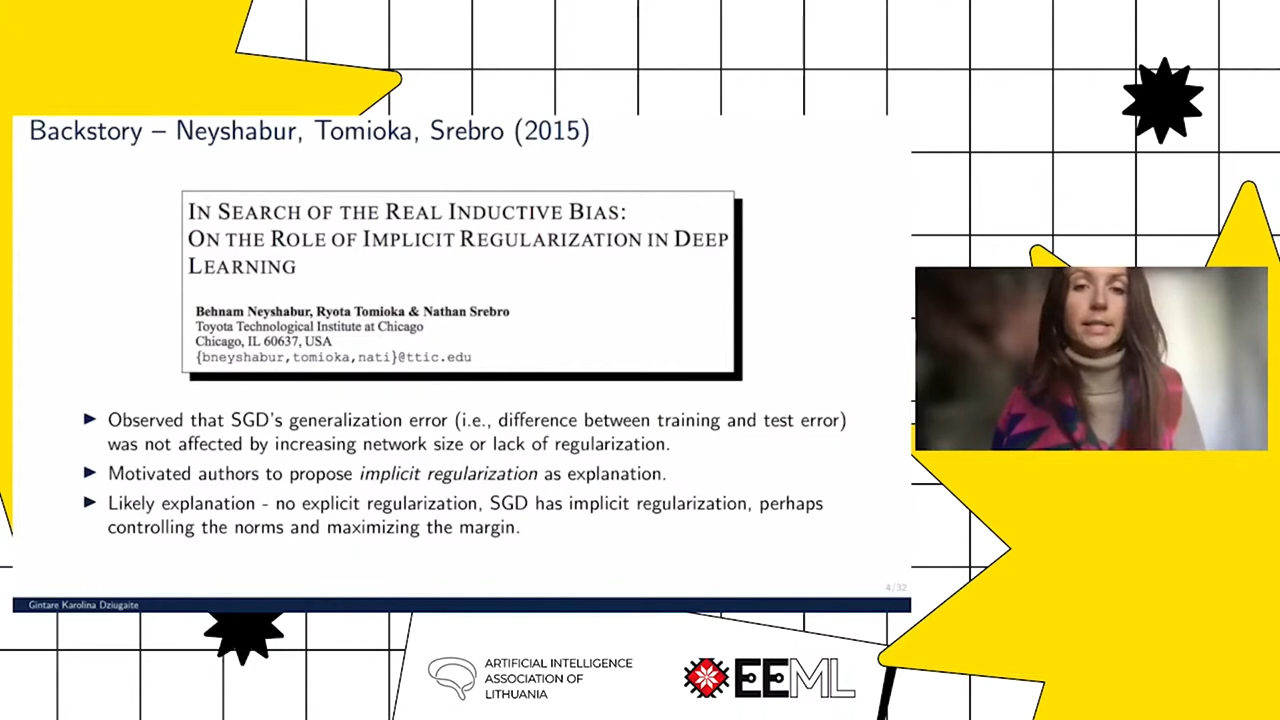 Backstory – Neyshabur, Tomioka, Srebro (2015)
IN SEARCH OF THE REAL INDUCTIVE BIAS:
ON THE ROLE OF IMPLICIT REGULARIZATION IN DEEP
LEARNING
Behnam Neyshabur, Ryota Tomioka & Nathan Srebro
Toyota Technological Institute at Chicago
Chicago, IL 60637, USA
{bneyshabur,tomioka,nati}@ttic.edu
► Observed that SGD's generalization error (i.e., difference between training and test error)
was not affected by increasing network size or lack of regularization.
► Motivated authors to propose implicit regularization as explanation.
► Likely explanation - no explicit regularization, SGD has implicit regularization, perhaps
controlling the norms and maximizing the margin.
4/32
Gintare Karolina Dziugaite
ARTIFICIAL INTELLIGENCE
ASSOCIATION OF
LITHUANIA
EEML